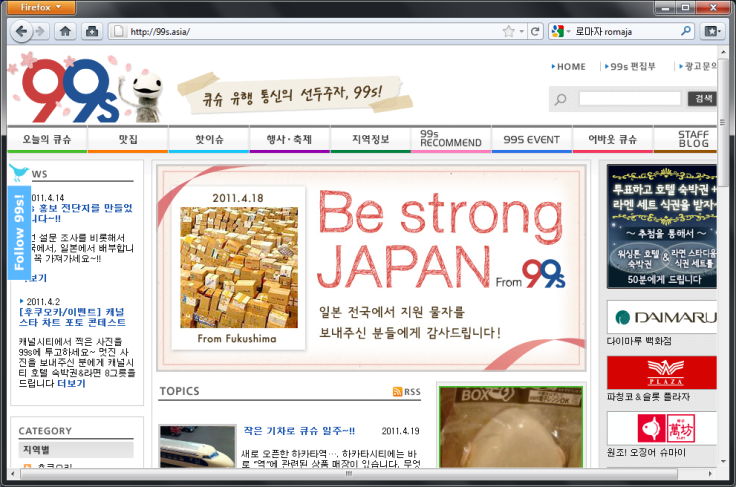 Firefox
http://99s.asia/
로마자 romaja
99s
큐슈 유행 통신의 선두주자, 99s!
HOME
99s 편집부
광고문의
검색
오늘의 큐슈
맛집
핫이슈
행사·축제
지역정보
99s RECOMMEND
99S EVENT
어바웃 큐슈
STAFF BLOG
Follow 99s!
WS
2011.4.14
홍보 전단지를 만들었
니다~!!
설문 조사를 비롯해서
국에서, 일본에서 배부합니
꼭 가져가세요~!!
보기
2011.4.2
[후쿠오카/이벤트] 캐널
스타 차트 포토 콘테스트
캐널시티에서 찍은 사진을
99s에 투고하세요~ 멋진 사
진을 보내주신 분에게 캐널시
티 호텔 숙박권&라면 8그릇을
드립니다 더보기
CATEGORY
지역별
후쿠오카
2011.4.18
From Fukushima
Be strong
JAPAN
From 99s
일본 전국에서 지원 물자를
보내주신 분들에게 감사드립니다!
TOPICS
RSS
작은 기차로 큐슈 일주~!!
2011.4.19
새로 오픈한 하카타역…, 하카타시티에는 바
로 "역"에 관련된 상품 매장이 있습니다. 무엇
BOX
투표하고 호텔 숙박권 +
라멘 세트 식권을 받자~
~ 추첨을 통해서 ~
워싱톤 호텔 숙박권
&
라면 스타디움 식권 세트를
50분에게 드립니다
DAIMARU
다이마루 백화점
PLAZA
파칭코&슬롯 플라자
萬坊
원조! 오징어 슈마이